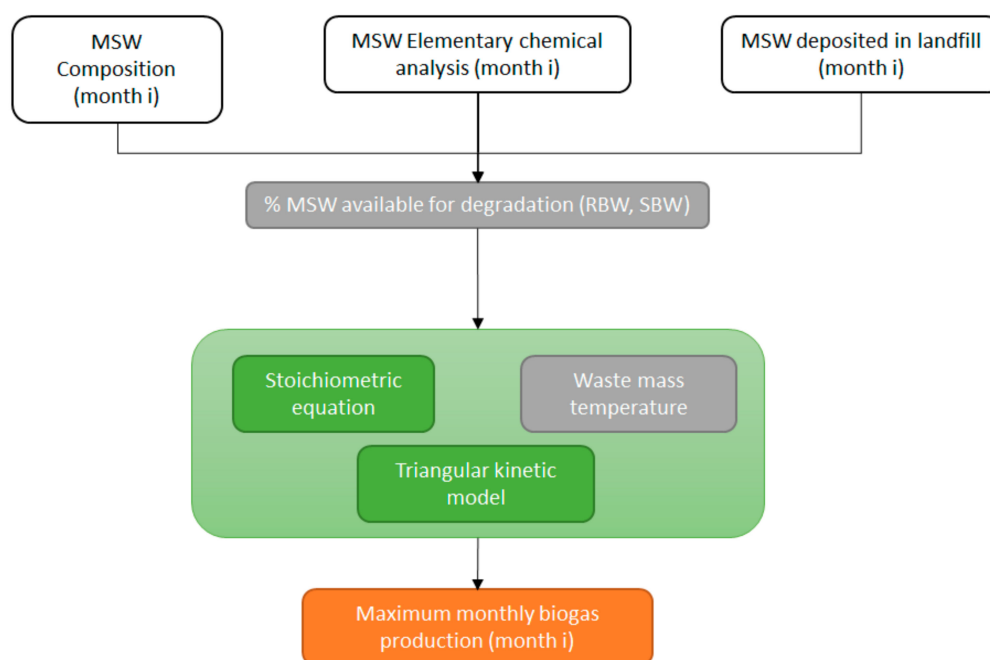 MSW
Composition
(month i)
MSW Elementary chemical
analysis (month i)
MSW deposited in landfill
(month i)
% MSW available for degradation (RBW, SBW)
Stoichiometric
equation
Waste mass
temperature
Triangular kinetic
model
Maximum monthly biogas
production (month i)